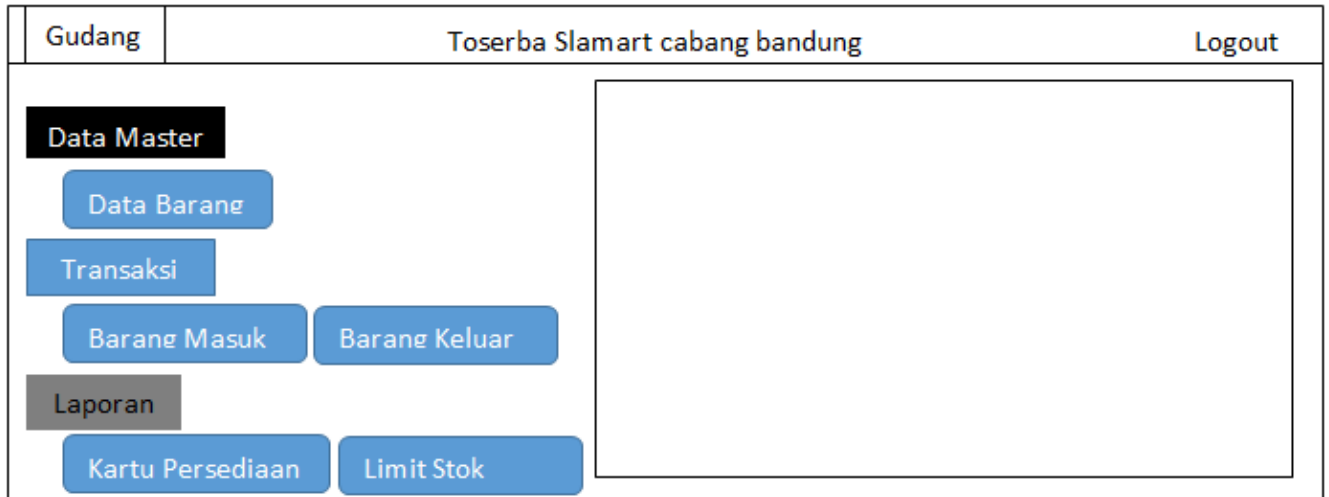 Gudang
Toserba Slamart cabang bandung
Logout
Data Master
Data Barang
Transaksi
Barang Masuk
Barang Keluar
Laporan
Kartu Persediaan
Limit Stok